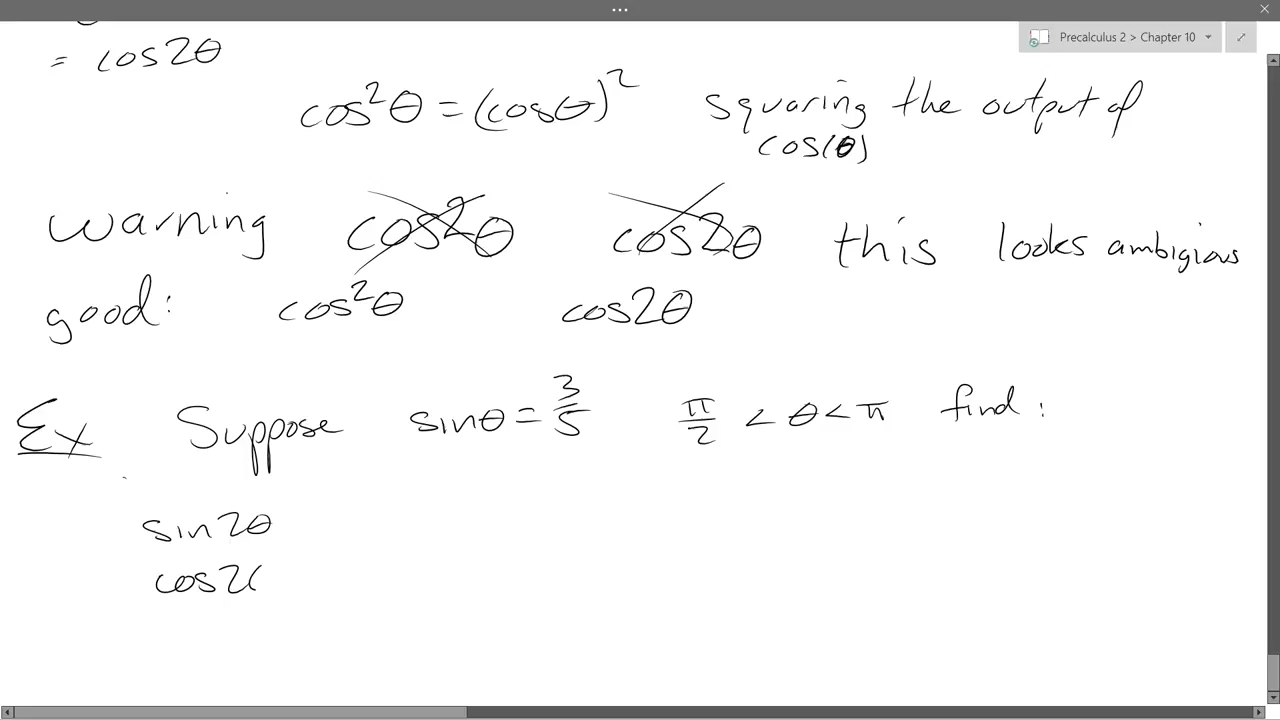 Precalculus 2 > Chapter 10
= cos2θ
cos²θ = (cosθ)² squaring the output of
cos(θ)
warning cos²θ cos2θ this looks ambigious
good: cos²θ cos2θ
Ex Suppose sinθ = 3/5 π/2 < θ < π find:
sin2θ
cos2(